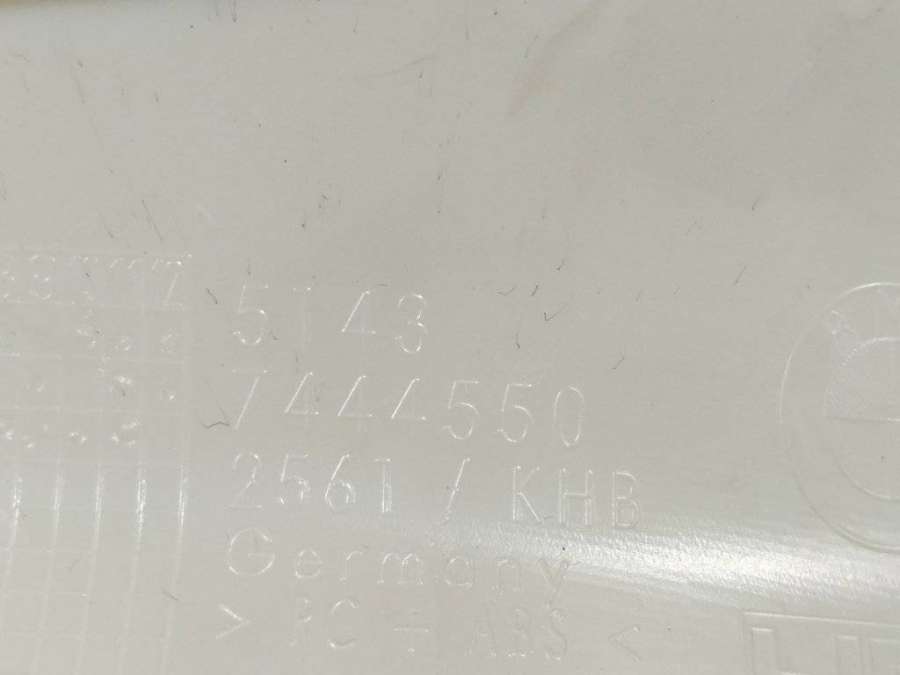 5143
7444550
2561 / KHB
Germany
> PC + ABS <